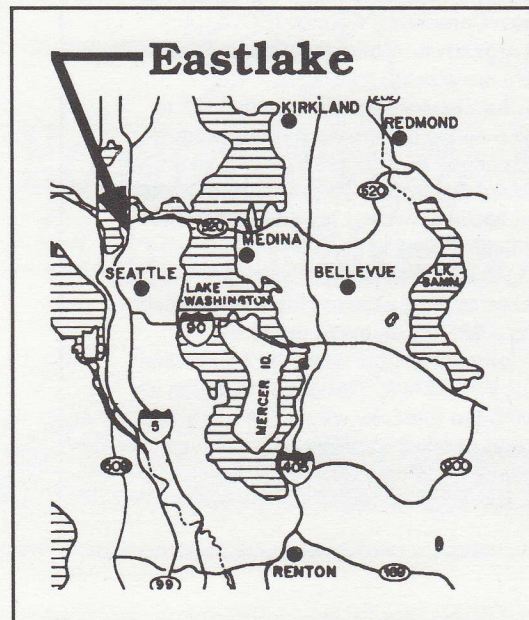 Eastlake
KIRKLAND
202
REDMOND
520
520
MEDINA
SEATTLE
LAKE
WASHINGTON
BELLEVUE
LK.
SAMM.
90
MERCER ID.
5
405
509
900
RENTON
99
169